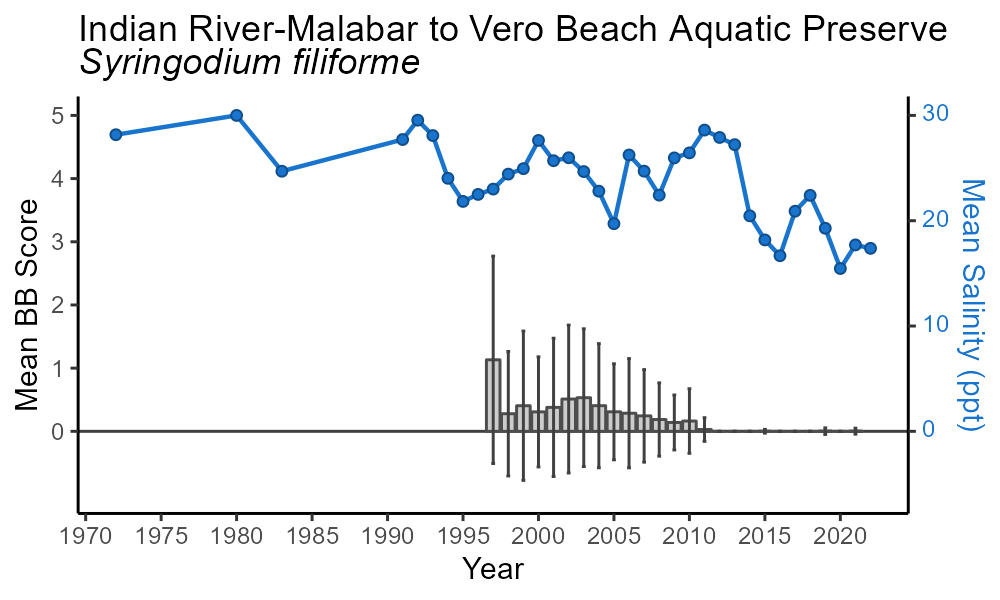 Indian River-Malabar to Vero Beach Aquatic Preserve
Syringodium filiforme
Mean BB Score
5
4
3
2
1
0
30
20
10
0
Mean Salinity (ppt)
1970 1975 1980 1985 1990 1995 2000 2005 2010 2015 2020
Year